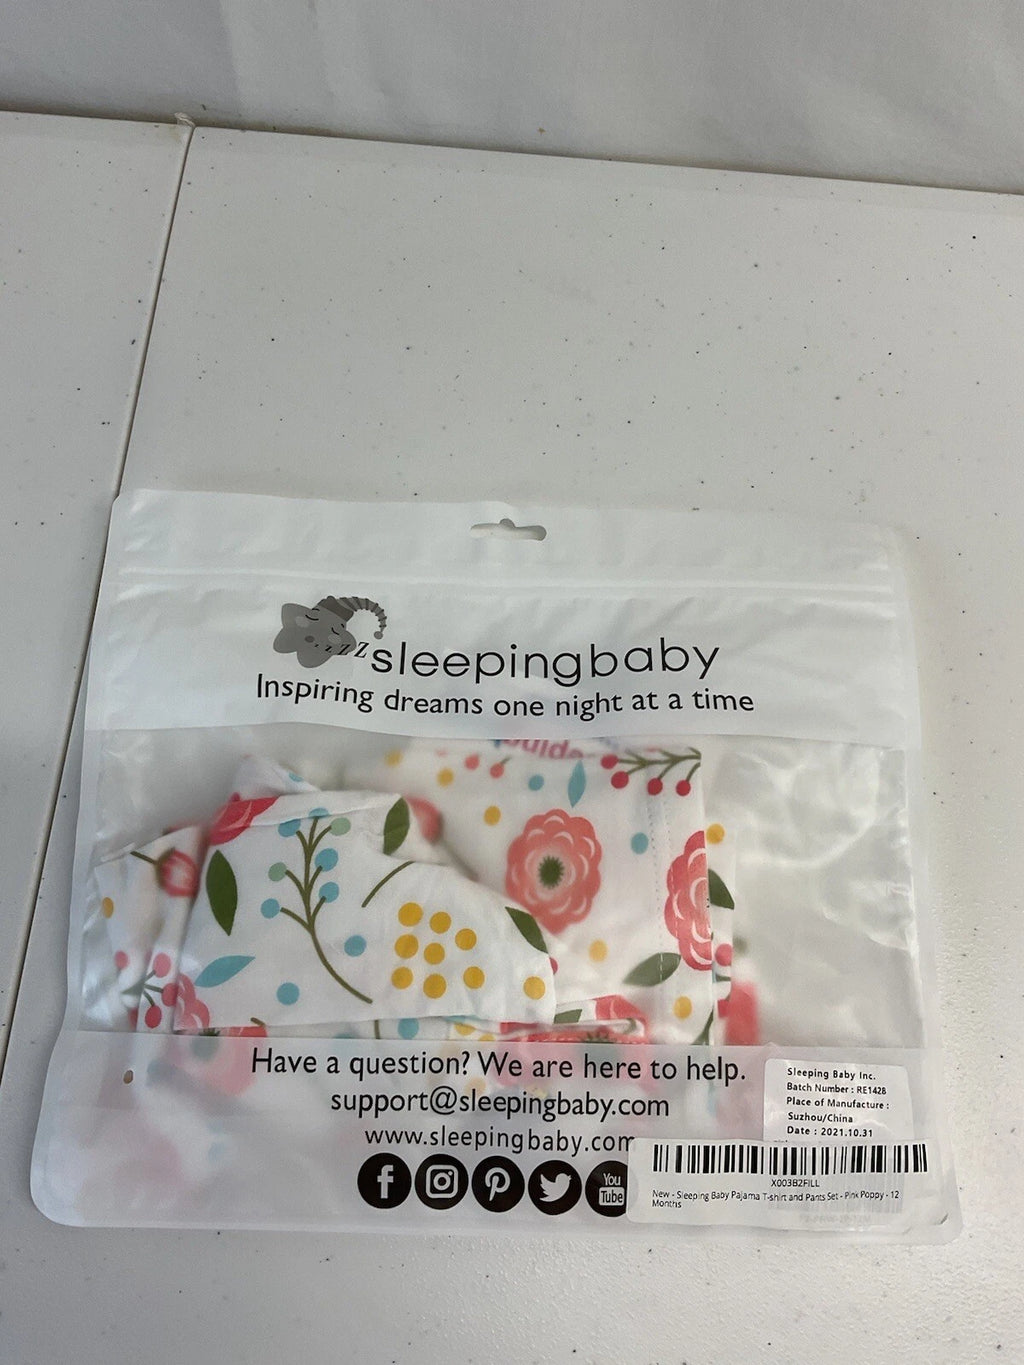 zZZ
sleepingbaby
Inspiring dreams one night at a time
Have a question? We are here to help.
support@sleepingbaby.com
www.sleepingbaby.com
You
Tube
Sleeping Baby Inc.
Batch Number : RE142B
Place of Manufacture :
Suzhou/China
Date : 2021.10.31
X003B2FILL
New - Sleeping Baby Pajama T-shirt and Pants Set - Pink Poppy - 12
Months